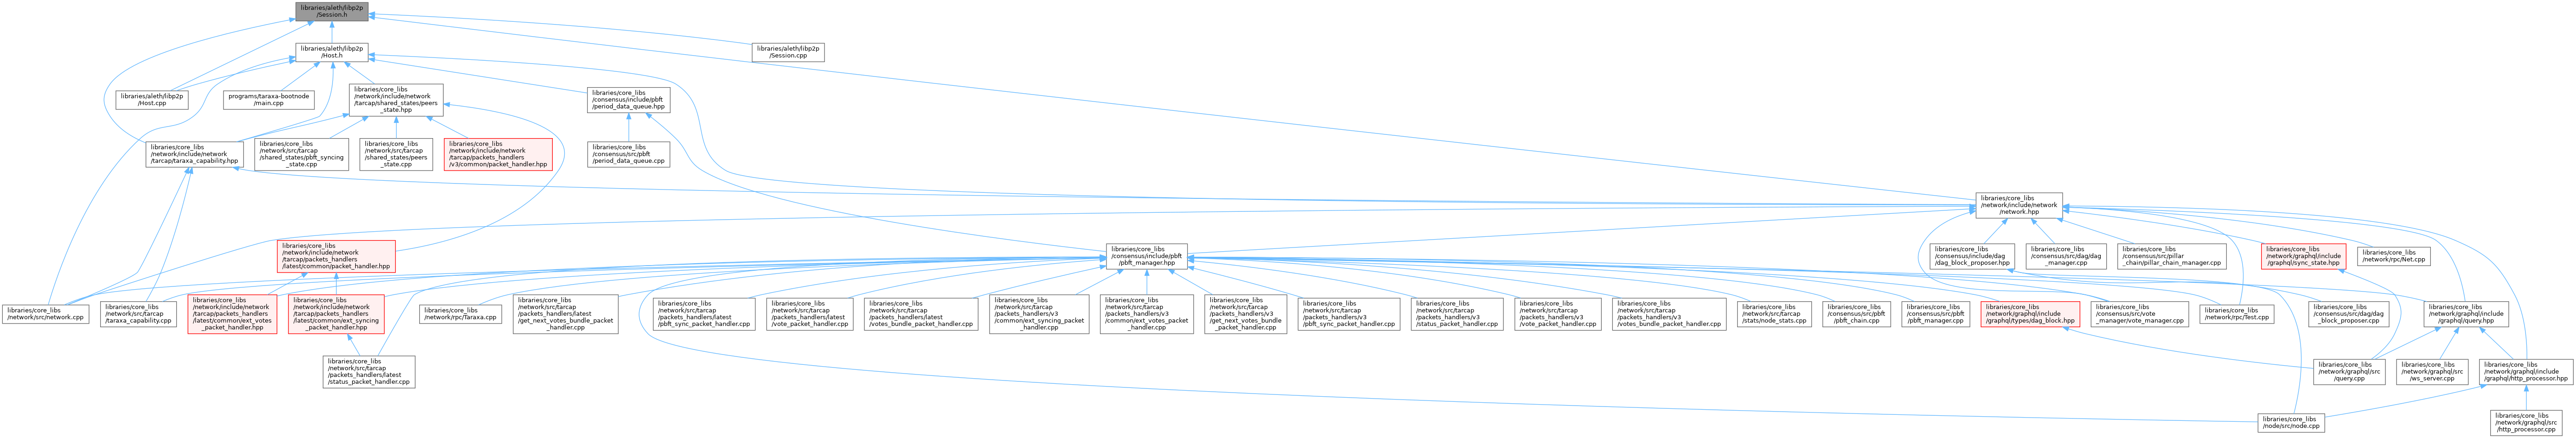 libraries/aleth/libp2p
/Session.h
libraries/aleth/libp2p
/Host.h
libraries/aleth/libp2p
/Session.cpp
libraries/aleth/libp2p
/Host.cpp
programs/taraxa-bootnode
/main.cpp
libraries/core_libs
/network/include/network
/tarcap/shared_states/peers
_state.hpp
libraries/core_libs
/consensus/include/pbft
/period_data_queue.hpp
libraries/core_libs
/network/include/network
/tarcap/taraxa_capability.hpp
libraries/core_libs
/network/src/tarcap
/shared_states/pbft_syncing
_state.cpp
libraries/core_libs
/network/src/tarcap
/shared_states/peers
_state.cpp
libraries/core_libs
/network/include/network
/tarcap/packets_handlers
/v3/common/packet_handler.hpp
libraries/core_libs
/consensus/src/pbft
/period_data_queue.cpp
libraries/core_libs
/network/include/network
/network.hpp
libraries/core_libs
/network/include/network
/tarcap/packets_handlers
/latest/common/packet_handler.hpp
libraries/core_libs
/consensus/include/pbft
/pbft_manager.hpp
libraries/core_libs
/consensus/include/dag
/dag_block_proposer.hpp
libraries/core_libs
/consensus/src/dag/dag
_manager.cpp
libraries/core_libs
/consensus/src/pillar
_chain/pillar_chain_manager.cpp
libraries/core_libs
/network/graphql/include
/graphql/sync_state.hpp
libraries/core_libs
/network/rpc/Net.cpp
libraries/core_libs
/network/src/network.cpp
libraries/core_libs
/network/src/tarcap
/taraxa_capability.cpp
libraries/core_libs
/network/include/network
/tarcap/packets_handlers
/latest/common/ext_votes
_packet_handler.hpp
libraries/core_libs
/network/include/network
/tarcap/packets_handlers
/latest/common/ext_syncing
_packet_handler.hpp
libraries/core_libs
/network/rpc/Taraxa.cpp
libraries/core_libs
/network/src/tarcap
/packets_handlers/latest
/get_next_votes_bundle_packet
_handler.cpp
libraries/core_libs
/network/src/tarcap
/packets_handlers/latest
/pbft_sync_packet_handler.cpp
libraries/core_libs
/network/src/tarcap
/packets_handlers/latest
/vote_packet_handler.cpp
libraries/core_libs
/network/src/tarcap
/packets_handlers/latest
/votes_bundle_packet_handler.cpp
libraries/core_libs
/network/src/tarcap
/packets_handlers/v3
/common/ext_syncing_packet
_handler.cpp
libraries/core_libs
/network/src/tarcap
/packets_handlers/v3
/common/ext_votes_packet
_handler.cpp
libraries/core_libs
/network/src/tarcap
/packets_handlers/v3
/get_next_votes_bundle
_packet_handler.cpp
libraries/core_libs
/network/src/tarcap
/packets_handlers/v3
/pbft_sync_packet_handler.cpp
libraries/core_libs
/network/src/tarcap
/packets_handlers/v3
/status_packet_handler.cpp
libraries/core_libs
/network/src/tarcap
/packets_handlers/v3
/vote_packet_handler.cpp
libraries/core_libs
/network/src/tarcap
/packets_handlers/v3
/votes_bundle_packet_handler.cpp
libraries/core_libs
/network/src/tarcap
/stats/node_stats.cpp
libraries/core_libs
/consensus/src/pbft
/pbft_chain.cpp
libraries/core_libs
/consensus/src/pbft
/pbft_manager.cpp
libraries/core_libs
/network/graphql/include
/graphql/types/dag_block.hpp
libraries/core_libs
/consensus/src/vote
_manager/vote_manager.cpp
libraries/core_libs
/network/rpc/Test.cpp
libraries/core_libs
/consensus/src/dag/dag
_block_proposer.cpp
libraries/core_libs
/network/graphql/include
/graphql/query.hpp
libraries/core_libs
/network/src/tarcap
/packets_handlers/latest
/status_packet_handler.cpp
libraries/core_libs
/network/graphql/src
/query.cpp
libraries/core_libs
/network/graphql/src
/ws_server.cpp
libraries/core_libs
/network/graphql/include
/graphql/http_processor.hpp
libraries/core_libs
/node/src/node.cpp
libraries/core_libs
/network/graphql/src
/http_processor.cpp